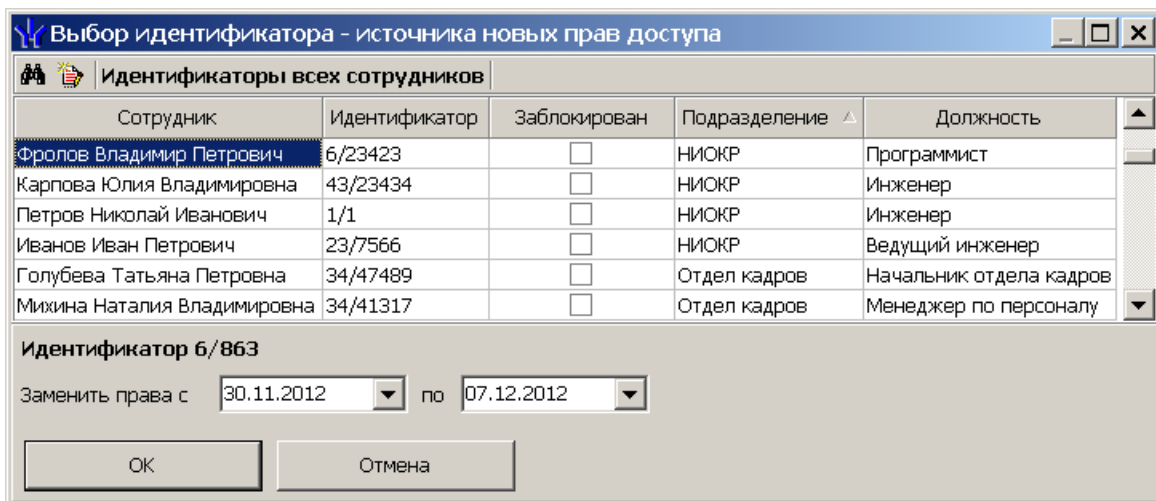 Выбор идентификатора - источника новых прав доступа
Идентификаторы всех сотрудников
Сотрудник Идентификатор Заблокирован Подразделение Должность
Фролов Владимир Петрович 6/23423 НИОКР Программист
Карпова Юлия Владимировна 43/23434 НИОКР Инженер
Петров Николай Иванович 1/1 НИОКР Инженер
Иванов Иван Петрович 23/7566 НИОКР Ведущий инженер
Голубева Татьяна Петровна 34/47489 Отдел кадров Начальник отдела кадров
Михина Наталия Владимировна 34/41317 Отдел кадров Менеджер по персоналу
Идентификатор 6/863
Заменить права с 30.11.2012 по 07.12.2012
ОК Отмена